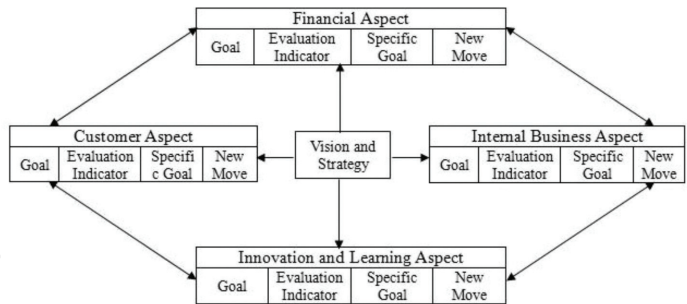 Financial Aspect
Goal
Evaluation
Indicator
Specific
Goal
New
Move
Customer Aspect
Goal
Evaluation
Indicator
Specifi
c Goal
New
Move
Vision and
Strategy
Internal Business Aspect
Goal
Evaluation
Indicator
Specific
Goal
New
Move
Innovation and Learning Aspect
Goal
Evaluation
Indicator
Specific
Goal
New
Move